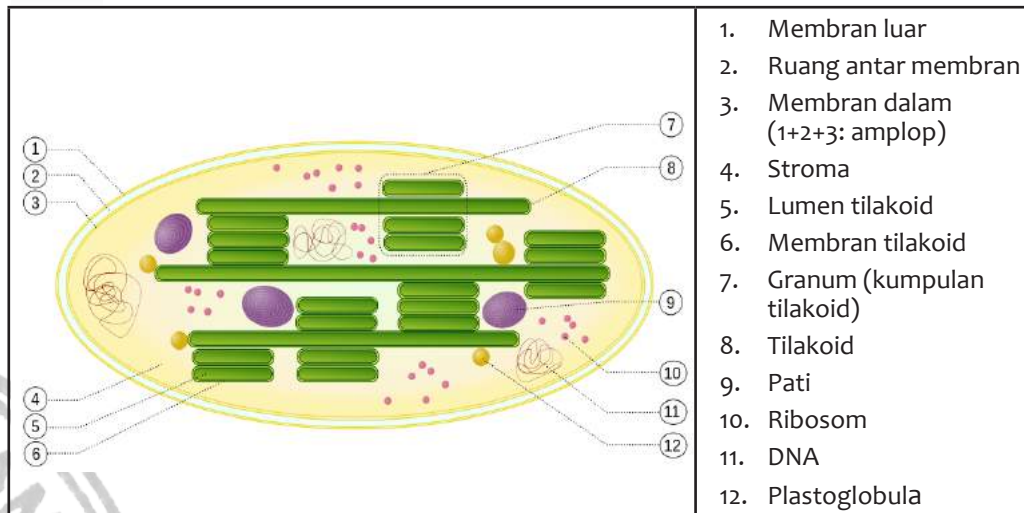 1
2
3
4
5
6
7
8
9
10
11
12
1. Membran luar
2. Ruang antar membran
3. Membran dalam
(1+2+3: amplop)
4. Stroma
5. Lumen tilakoid
6. Membran tilakoid
7. Granum (kumpulan
tilakoid)
8. Tilakoid
9. Pati
10. Ribosom
11. DNA
12. Plastoglobula